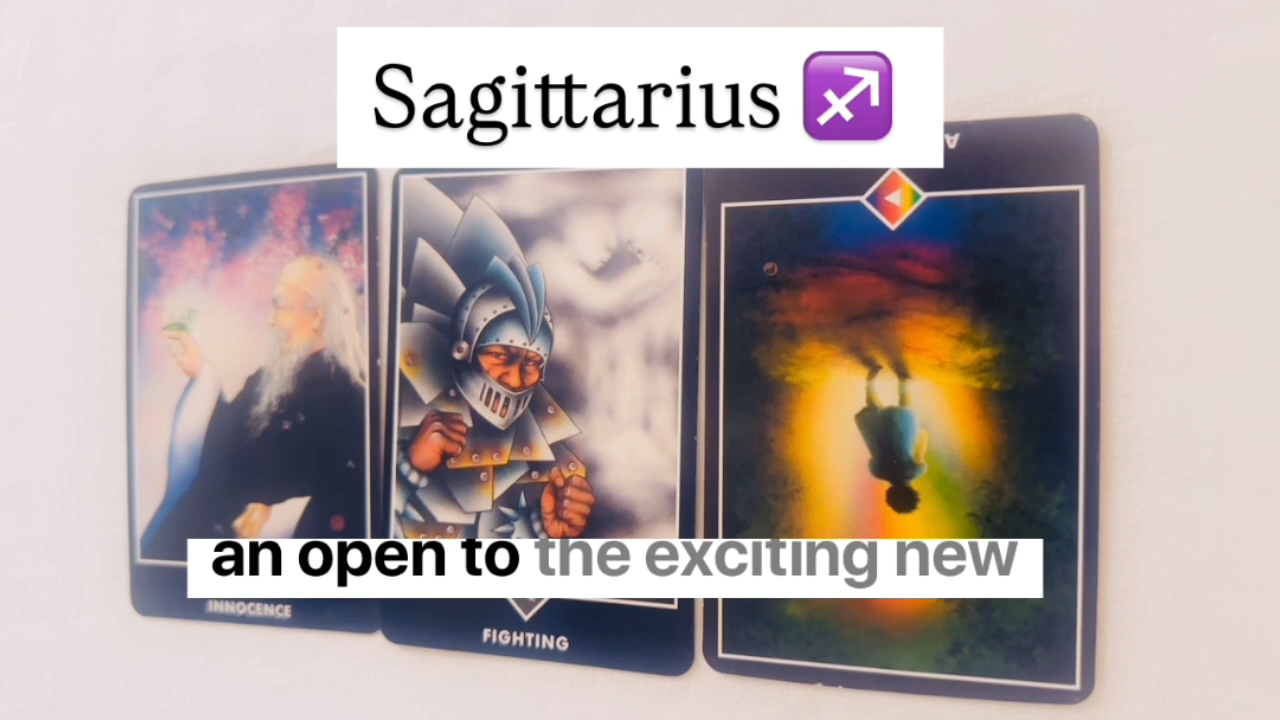 Sagittarius ♐
an open to the exciting new
INNOCENCE
FIGHTING